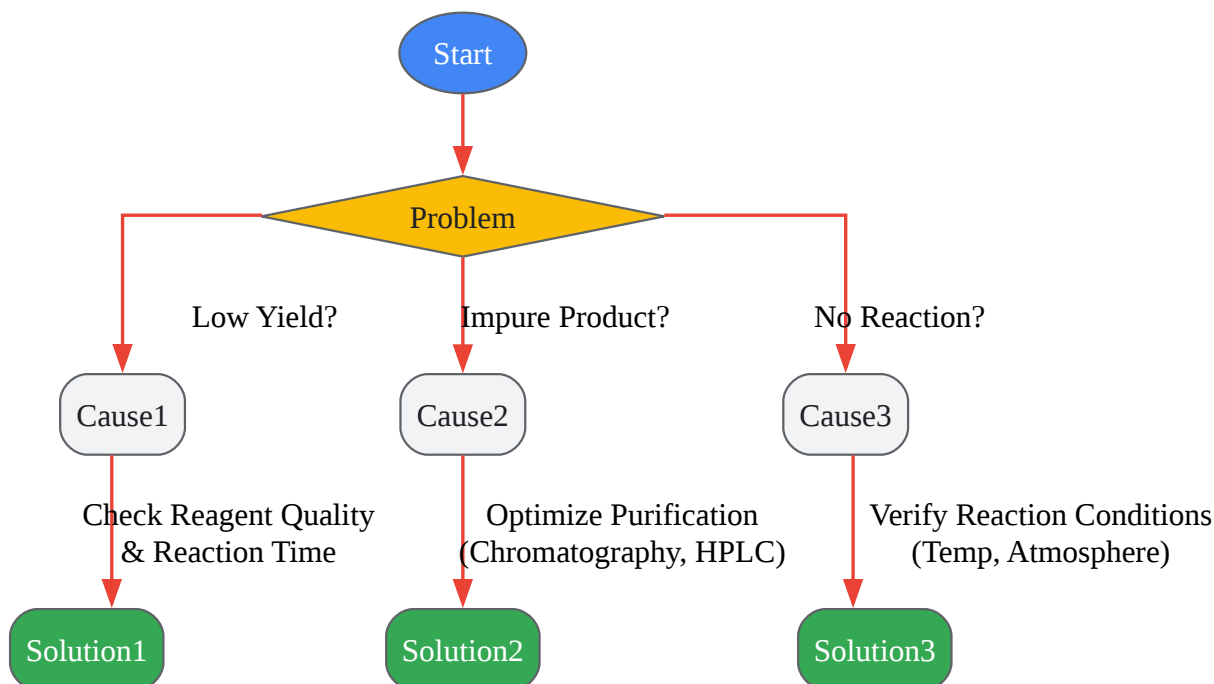 Start
Problem
Low Yield?
Impure Product?
No Reaction?
Cause1
Cause2
Cause3
Check Reagent Quality
& Reaction Time
Optimize Purification
(Chromatography, HPLC)
Verify Reaction Conditions
(Temp, Atmosphere)
Solution1
Solution2
Solution3